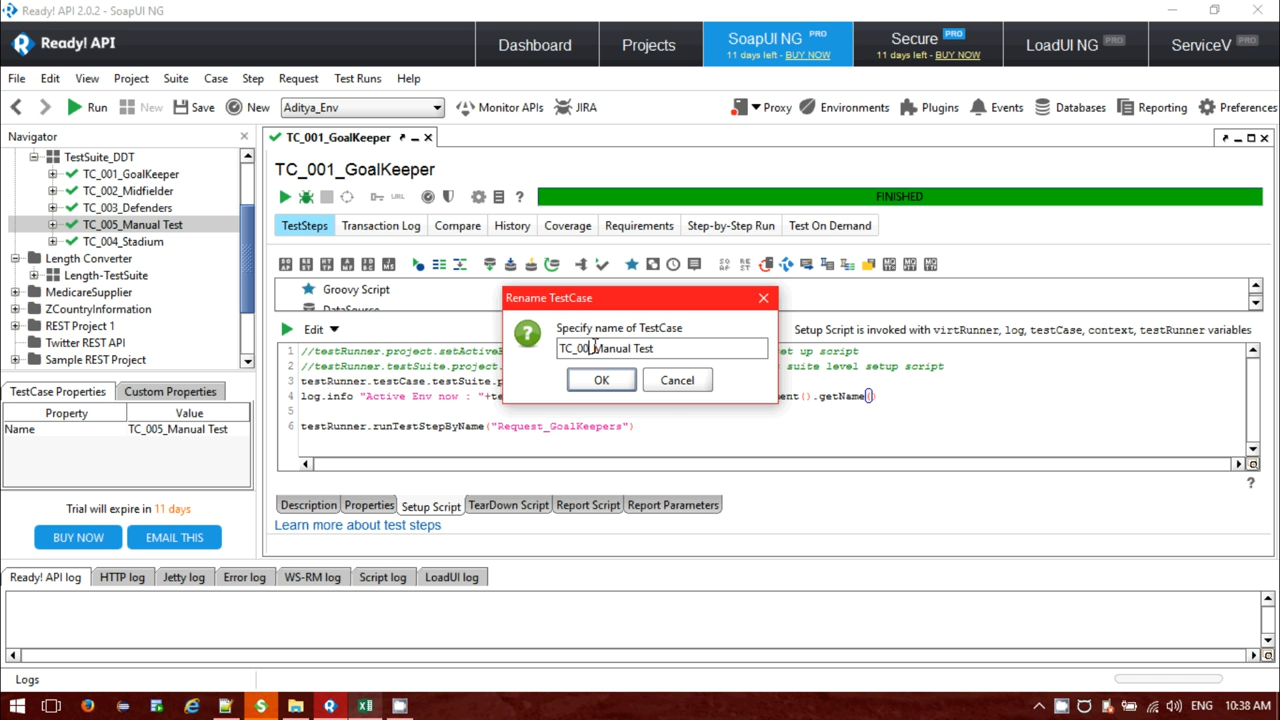 Ready! API 2.0.2 - SoapUI NG
Ready! API
Dashboard
Projects
SoapUI NG PRO
11 days left - BUY NOW
Secure PRO
11 days left - BUY NOW
LoadUI NG PRO
ServiceV PRO
File Edit View Project Suite Case Step Request Test Runs Help
Run New Save New Aditya_Env Monitor APIs JIRA Proxy Environments Plugins Events Databases Reporting Preferences
Navigator
TestSuite_DDT
TC_001_GoalKeeper
TC_002_Midfielder
TC_003_Defenders
TC_005_Manual Test
TC_004_Stadium
Length Converter
Length-TestSuite
MedicareSupplier
ZCountryInformation
REST Project 1
Twitter REST API
Sample REST Project
TestCase Properties Custom Properties
Property Value
Name TC_005_Manual Test
Trial will expire in 11 days
BUY NOW EMAIL THIS
TC_001_GoalKeeper
TC_001_GoalKeeper
URL
FINISHED
TestSteps Transaction Log Compare History Coverage Requirements Step-by-Step Run Test On Demand
Groovy Script
DataSource
Edit
Setup Script is invoked with virtRunner, log, testCase, context, testRunner variables
1 //testRunner.project.setActiveE
et up script
2 //testRunner.testSuite.project.
suite level setup script
3 testRunner.testCase.testSuite.p
4 log.info "Active Env now : "+te
ent().getName()
5
6 testRunner.runTestStepByName("Request_GoalKeepers")
Rename TestCase
Specify name of TestCase
TC_00_Manual Test
OK Cancel
Description Properties Setup Script TearDown Script Report Script Report Parameters
Learn more about test steps
Ready! API log HTTP log Jetty log Error log WS-RM log Script log LoadUI log
Logs
ENG 10:38 AM